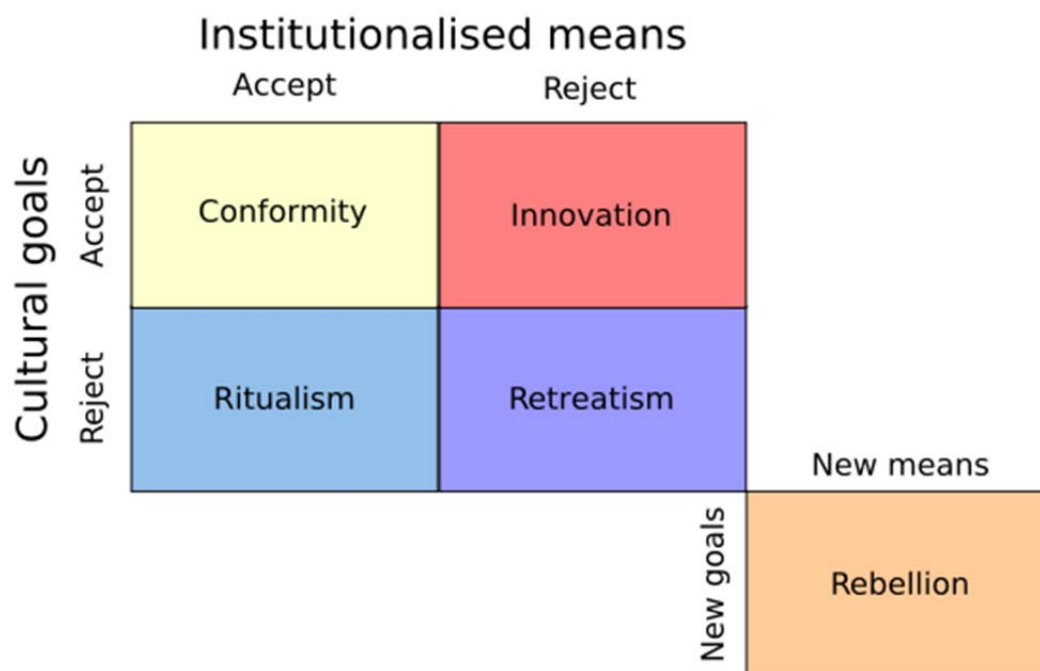 Institutionalised means
Accept
Reject
Cultural goals
Accept
Conformity
Innovation
Reject
Ritualism
Retreatism
New means
New goals
Rebellion